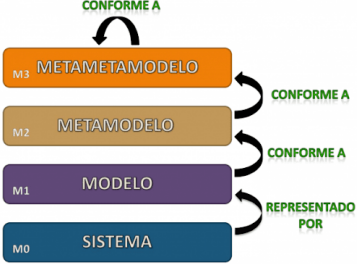 CONFORME A
M3 METAMETAMODELO
CONFORME A
M2 METAMODELO
CONFORME A
M1 MODELO
REPRESENTADO
POR
M0 SISTEMA